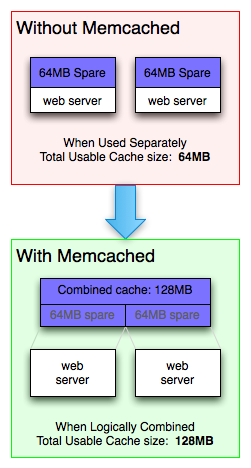 Without Memcached
64MB Spare
64MB Spare
web server
web server
When Used Separately
Total Usable Cache size: 64MB
With Memcached
Combined cache: 128MB
64MB spare
64MB spare
web
server
web
server
When Logically Combined
Total Usable Cache size: 128MB